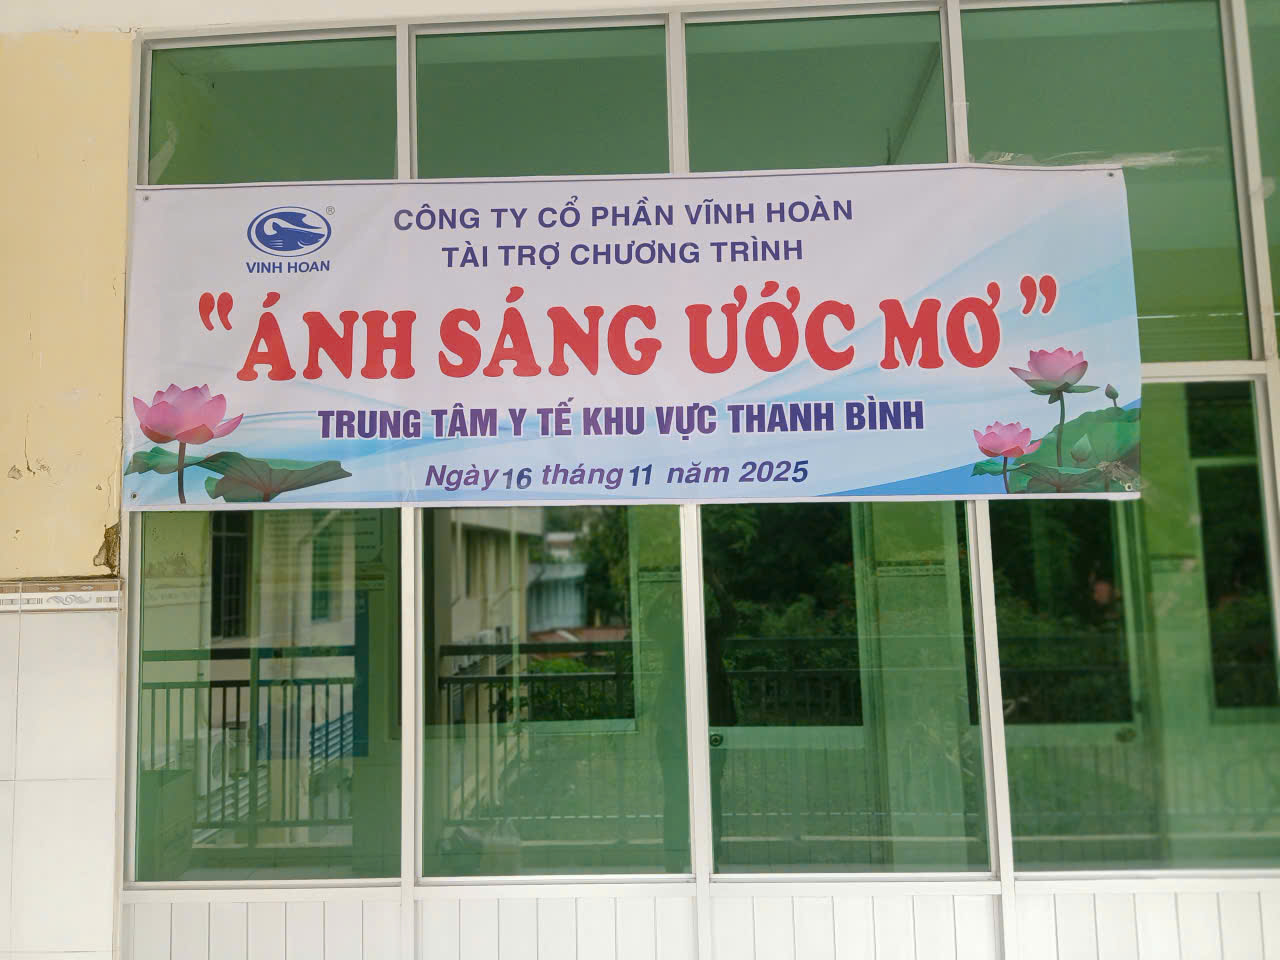 VINH HOAN
®
CÔNG TY CỔ PHẦN VĨNH HOÀN
TÀI TRỢ CHƯƠNG TRÌNH
"ÁNH SÁNG ƯỚC MƠ"
TRUNG TÂM Y TẾ KHU VỰC THANH BÌNH
Ngày 16 tháng 11 năm 2025